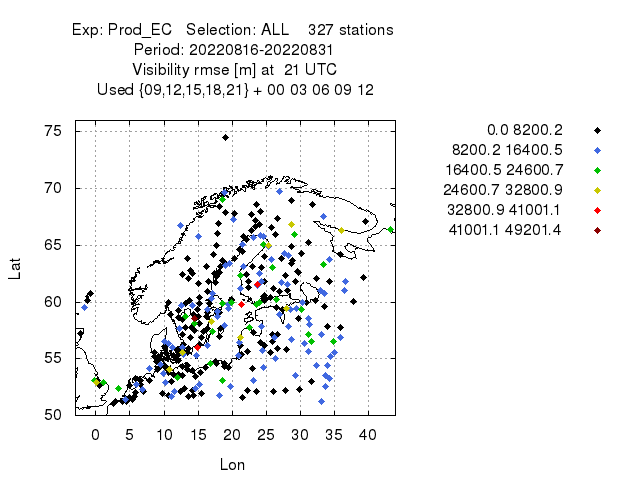 Exp: Prod_EC Selection: ALL 327 stations
Period: 20220816-20220831
Visibility rmse [m] at 21 UTC
Used {09,12,15,18,21} + 00 03 06 09 12
75
70
65
60
55
50
0 5 10 15 20 25 30 35 40
Lat
Lon
0.0 8200.2
8200.2 16400.5
16400.5 24600.7
24600.7 32800.9
32800.9 41001.1
41001.1 49201.4